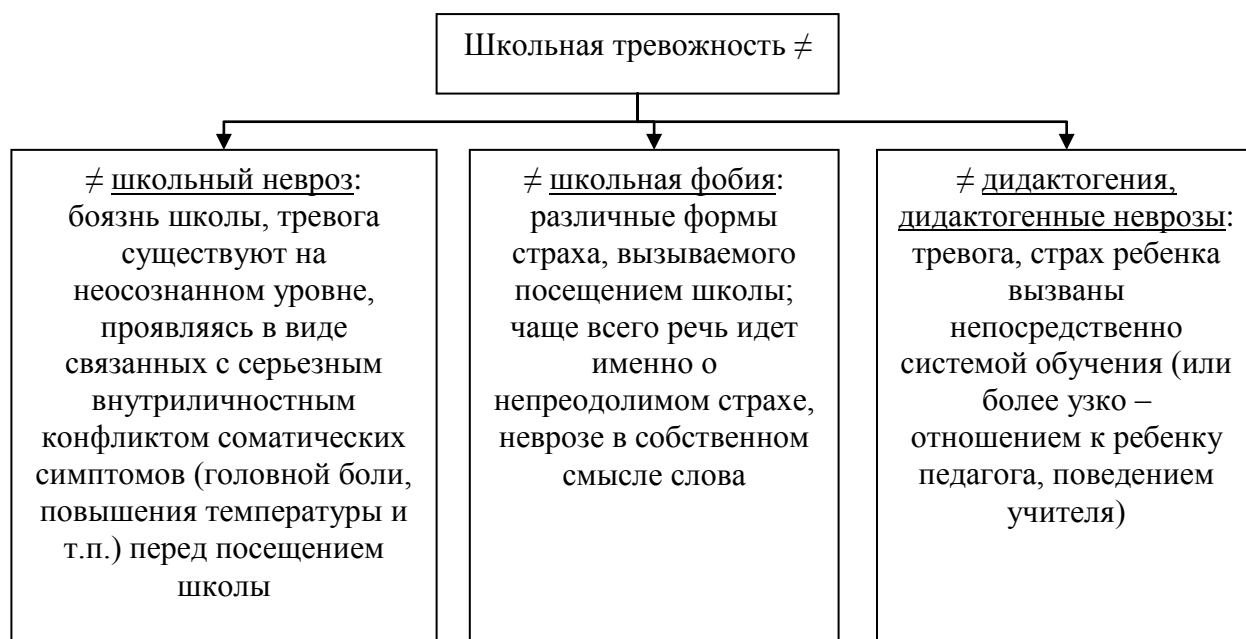 Школьная тревожность ≠
≠ школьный невроз:
боязнь школы, тревога
существуют на
неосознанном уровне,
проявляясь в виде
связанных с серьезным
внутриличностным
конфликтом соматических
симптомов (головной боли,
повышения температуры и
т.п.) перед посещением
школы
≠ школьная фобия:
различные формы
страха, вызываемого
посещением школы;
чаще всего речь идет
именно о
непреодолимом страхе,
неврозе в собственном
смысле слова
≠ дидактогения,
дидактогенные неврозы:
тревога, страх ребенка
вызваны
непосредственно
системой обучения (или
более узко –
отношением к ребенку
педагога, поведением
учителя)